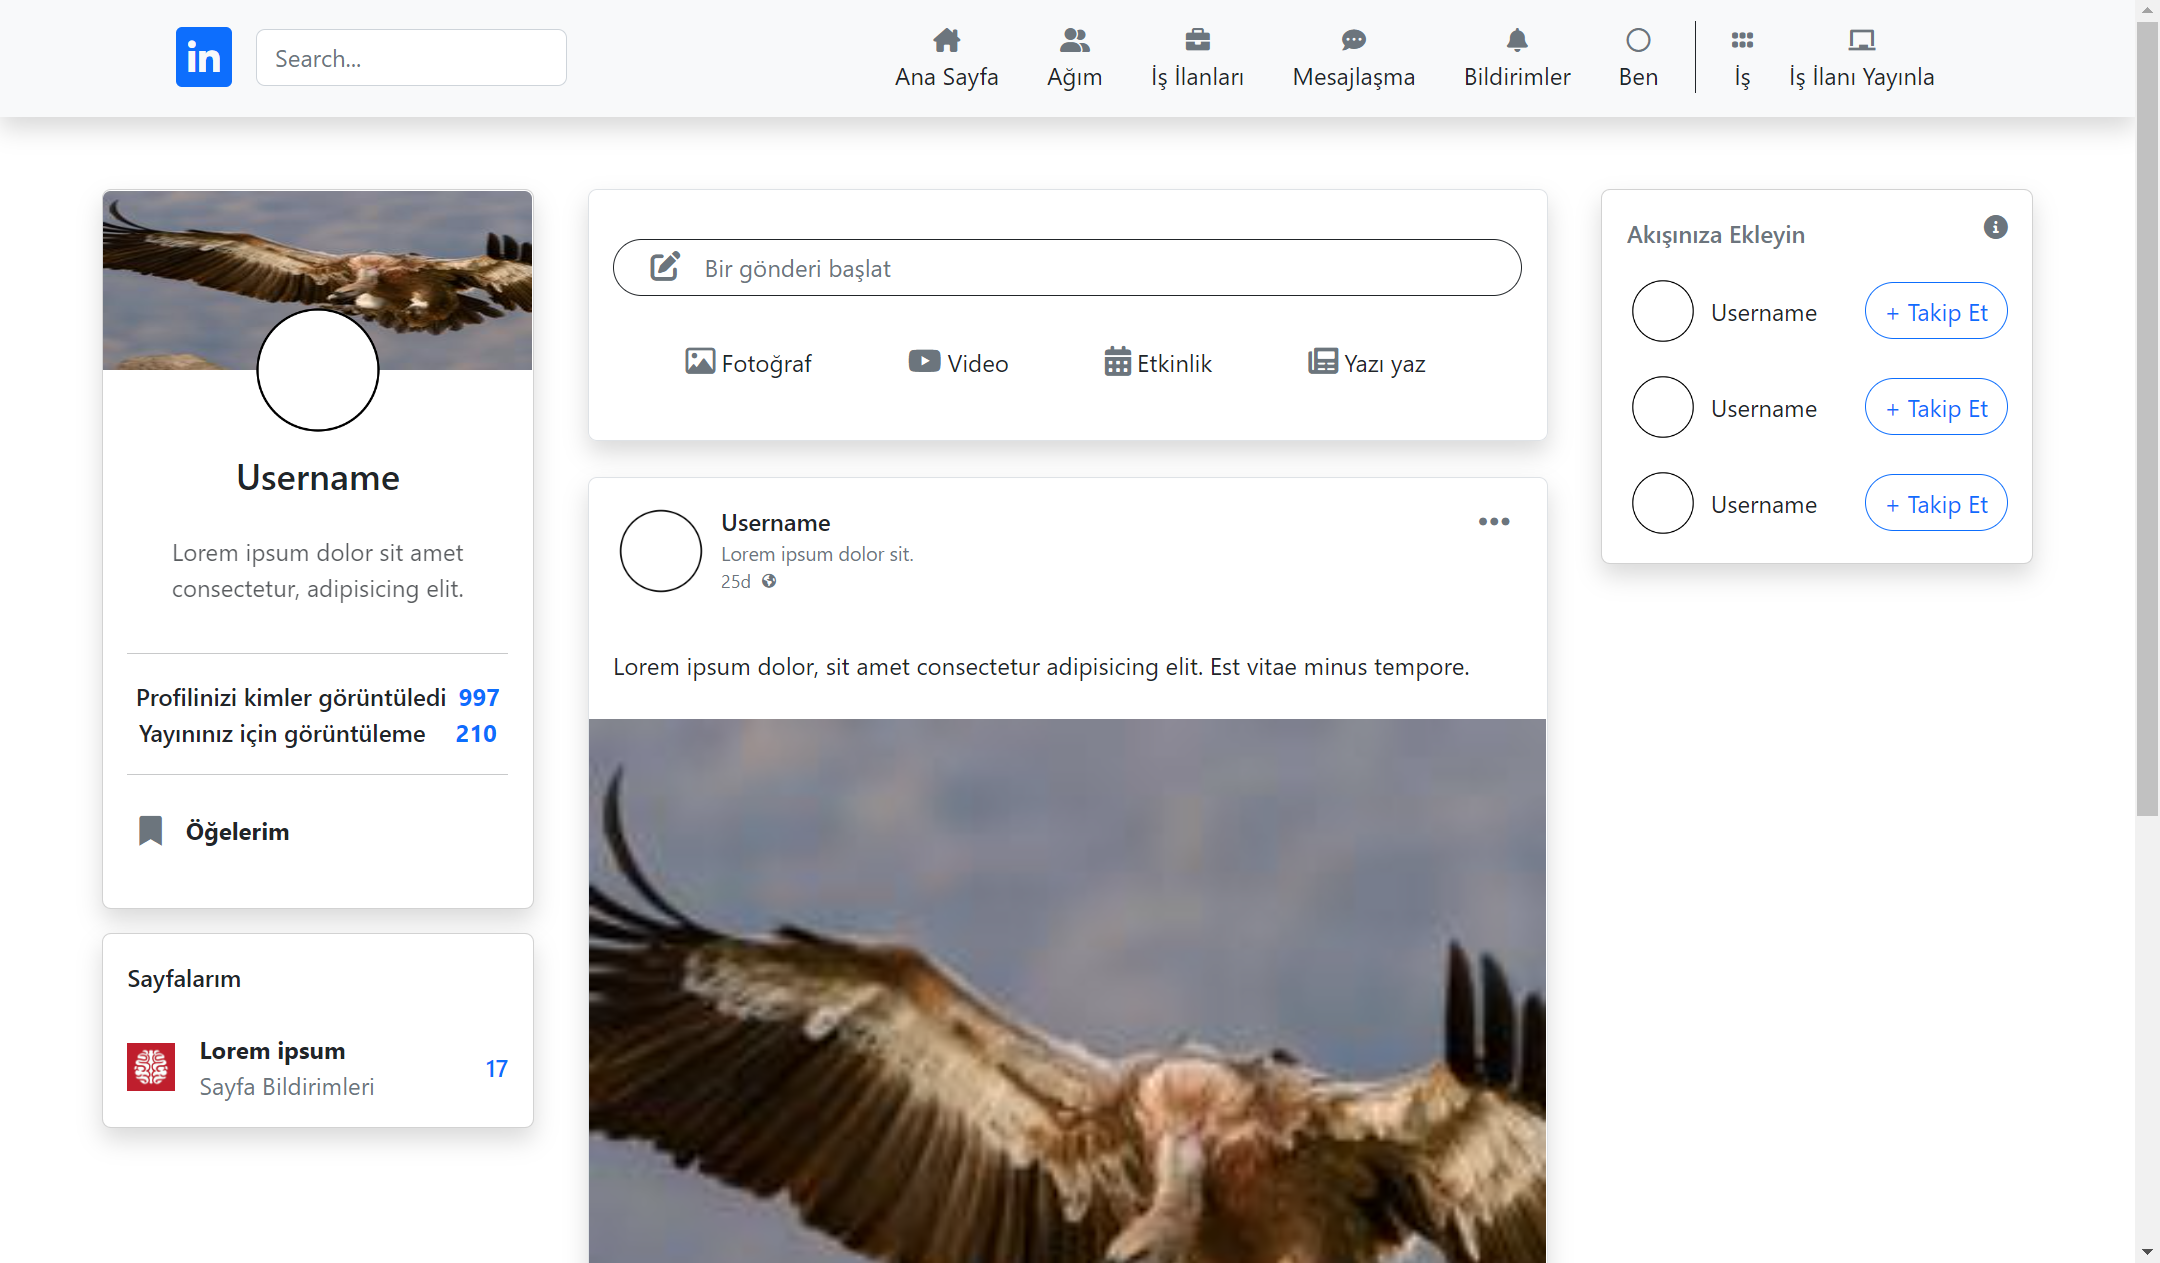 in
Search...
Ana Sayfa
Ağım
İş İlanları
Mesajlaşma
Bildirimler
Ben
İş
İş İlanı Yayınla
Username
Lorem ipsum dolor sit amet
consectetur, adipisicing elit.
Profilinizi kimler görüntüledi 997
Yayınınız için görüntüleme 210
Öğelerim
Sayfalarım
Lorem ipsum
Sayfa Bildirimleri
17
Bir gönderi başlat
Fotoğraf
Video
Etkinlik
Yazı yaz
Username
Lorem ipsum dolor sit.
25d
Lorem ipsum dolor, sit amet consectetur adipisicing elit. Est vitae minus tempore.
Akışınıza Ekleyin
Username
+ Takip Et
Username
+ Takip Et
Username
+ Takip Et